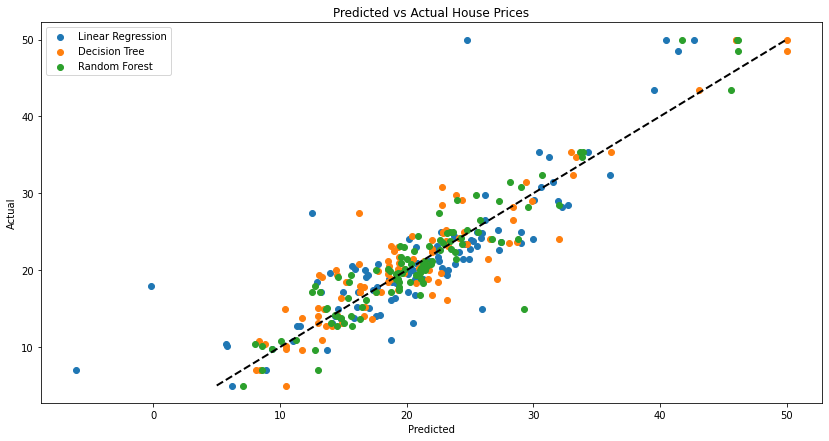 Predicted vs Actual House Prices
Linear Regression
Decision Tree
Random Forest
50
40
30
20
10
Actual
0 10 20 30 40 50
Predicted